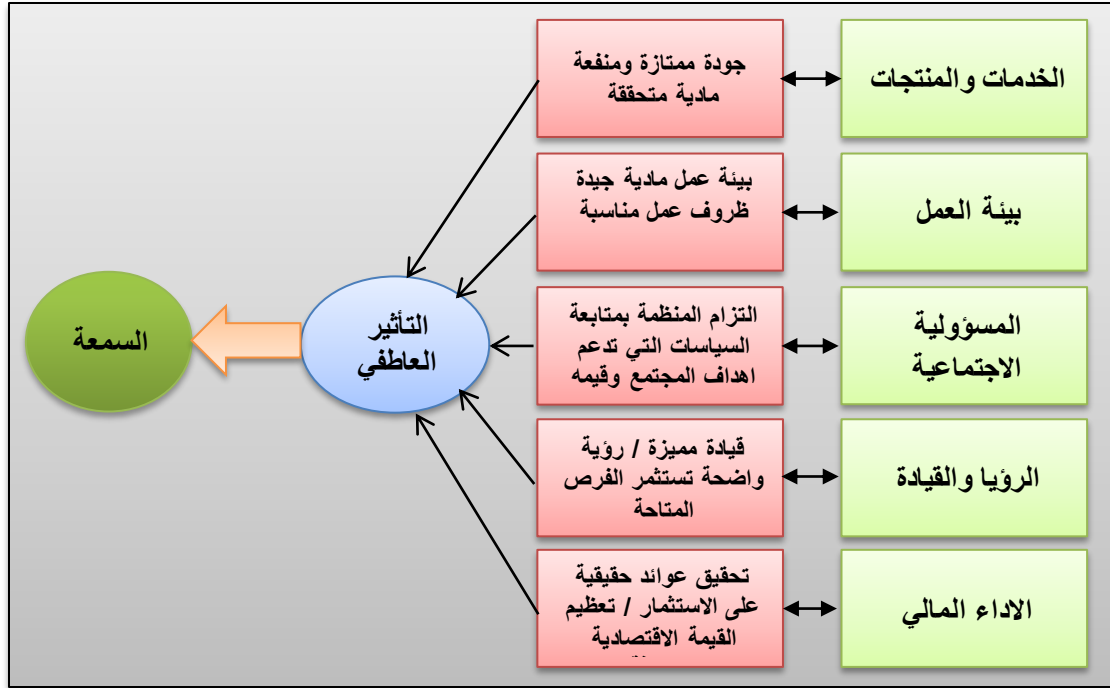 الخدمات والمنتجات
جودة ممتازة ومنفعة
مادية متحققة
بيئة العمل
بيئة عمل مادية جيدة
ظروف عمل مناسبة
المسؤولية
الاجتماعية
التزام المنظمة بمتابعة
السياسات التي تدعم
اهداف المجتمع وقيمه
الرؤيا والقيادة
قيادة مميزة / رؤية
واضحة تستثمر الفرص
المتاحة
الاداء المالي
تحقيق عوائد حقيقية
على الاستثمار / تعظيم
القيمة الاقتصادية
التأثير
العاطفي
السمعة